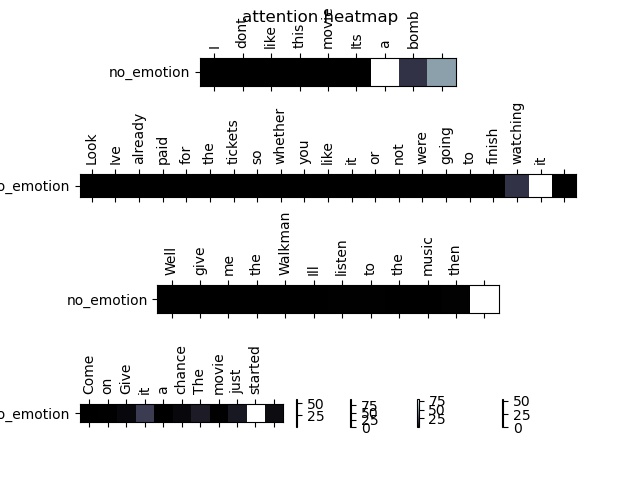 attention heatmap
I dont like this movie Its a bomb
no_emotion
Look Ive already paid for the tickets so whether you like it or not were going to finish watching it
o_emotion
Well give me the Walkman Ill listen to the music then
no_emotion
Come on Give it a chance The movie just started
o_emotion
50 75 75 50
25 50 50 25
25 25 0
0